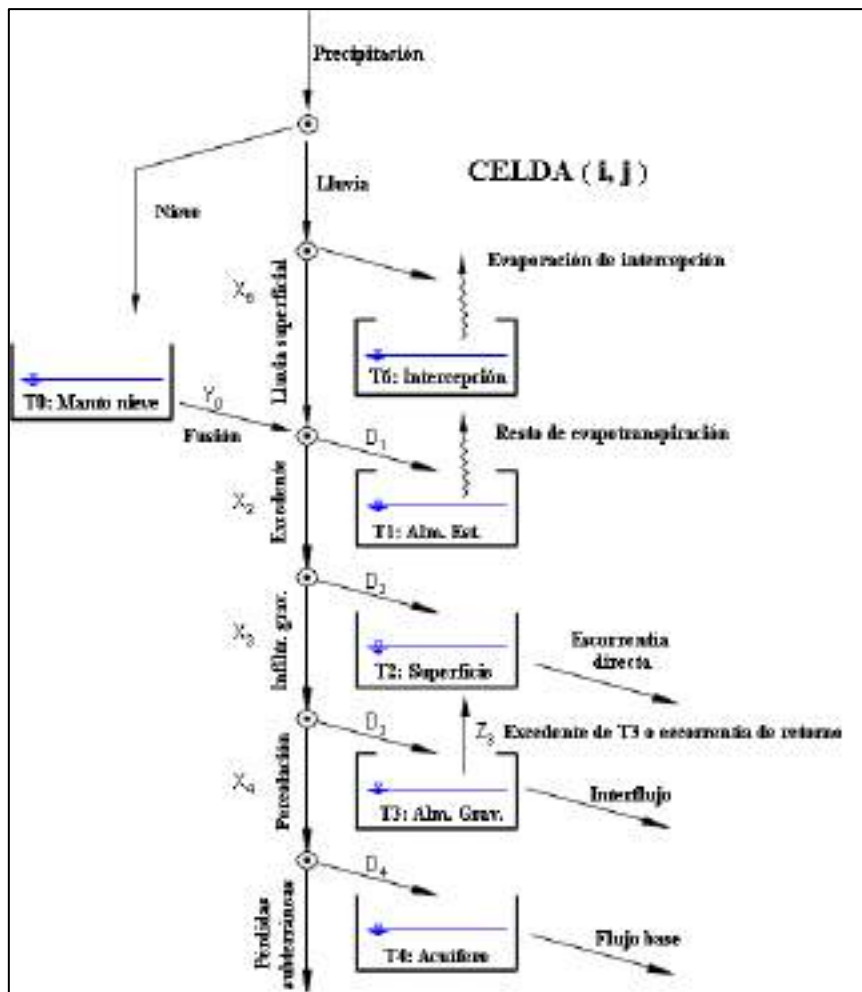 Precipitación
CELDA ( i, j )
Lluvia
Nieve
Evaporación de intercepción
X6
Lluvia superficial
T6: Intercepción
T0: Manto nieve
Y0
Fusión
D1
Resto de evapotranspiración
X2
Excedente
T1: Alm. Est.
D2
X3
Infiltr. grav.
Escorrentía
directa
T2: Superficie
D3
Z3
Excedente de T3 o escorrentía de retorno
X4
Percolación
T3: Alm. Grav.
Interflujo
D4
Pérdidas
subterráneas
T4: Acuífero
Flujo base